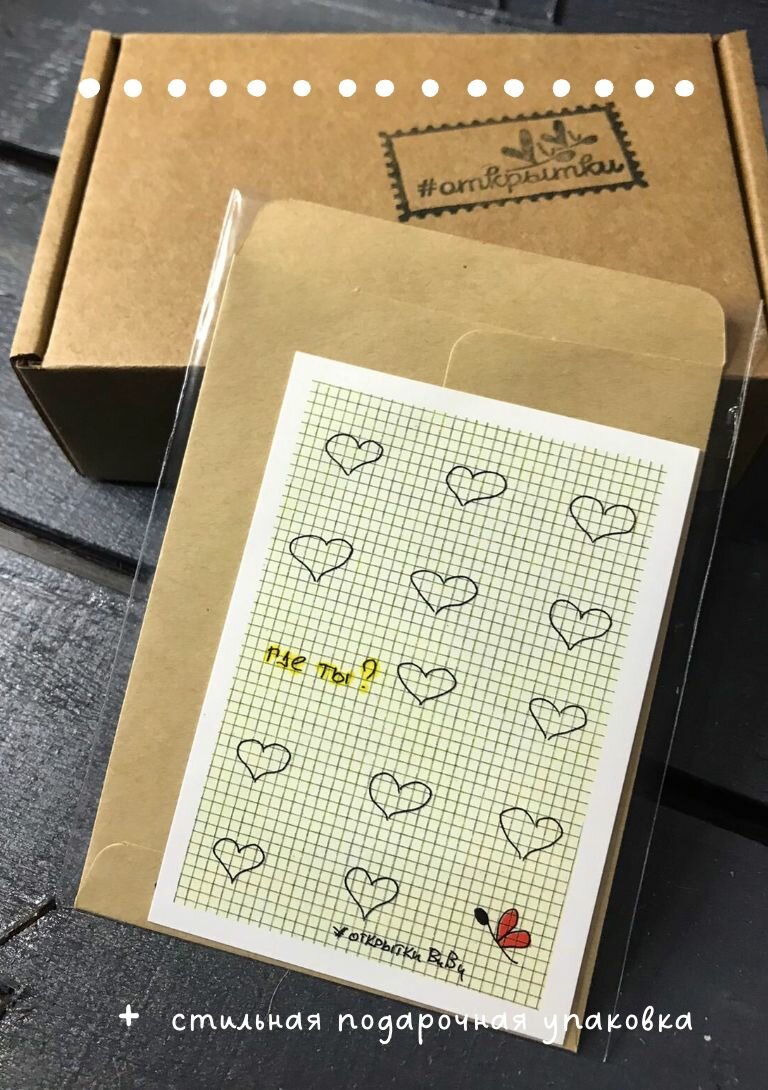 #открытки
где ты?
#открытки ВиВи
+ стильная подарочная упаковка